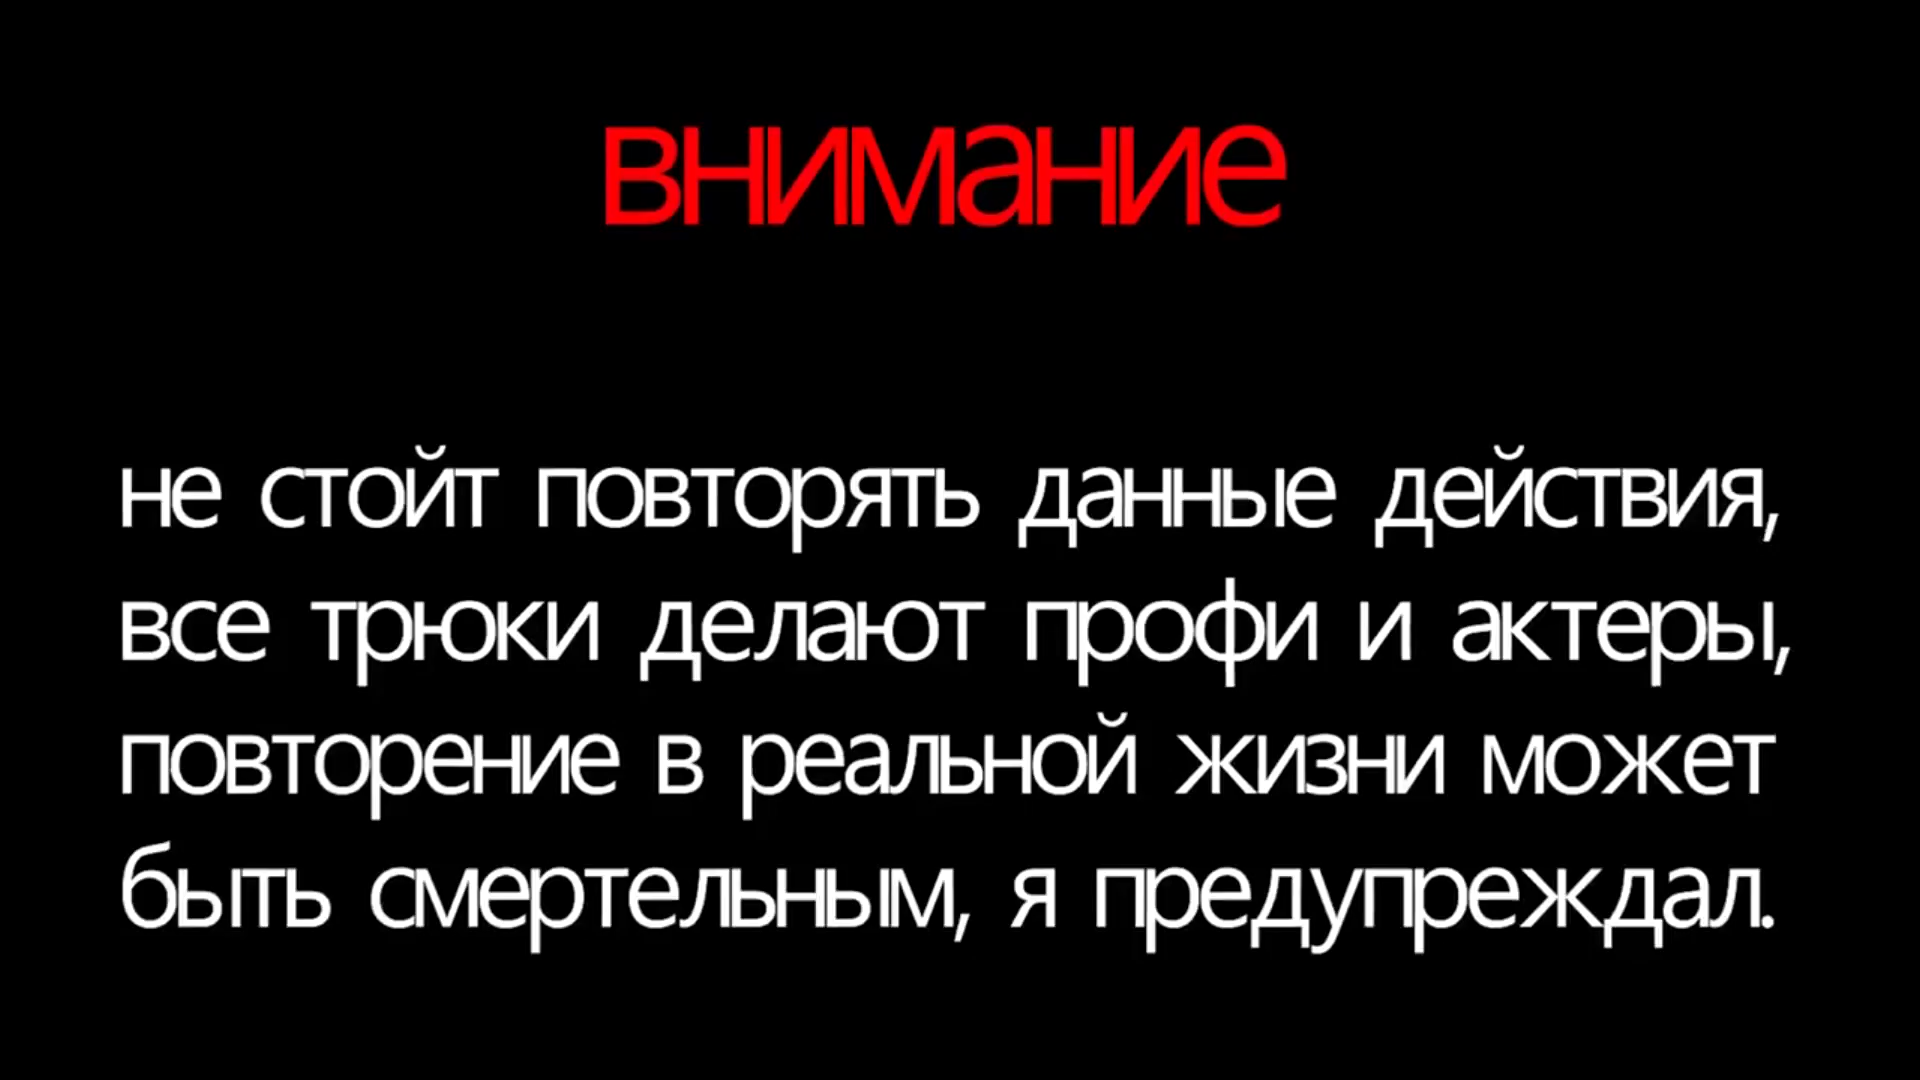 внимание
не стойт повторять данные действия,
все трюки делают профи и актеры,
повторение в реальной жизни может
быть смертельным, я предупреждал.